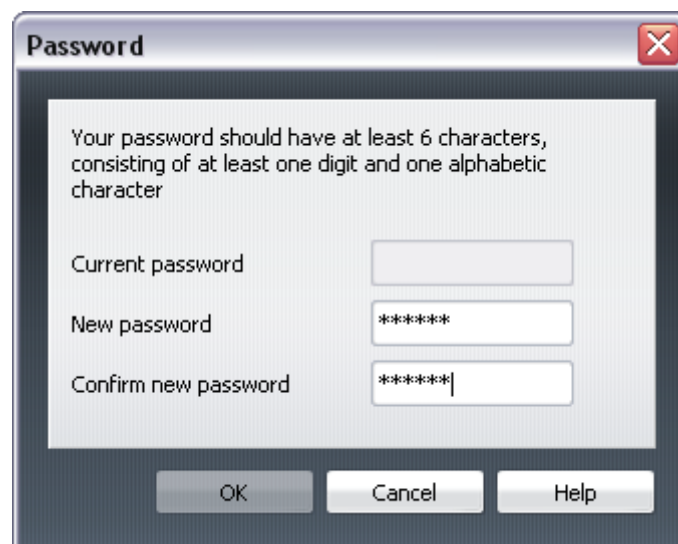 Password
Your password should have at least 6 characters,
consisting of at least one digit and one alphabetic
character
Current password
New password ******
Confirm new password ******
OK Cancel Help